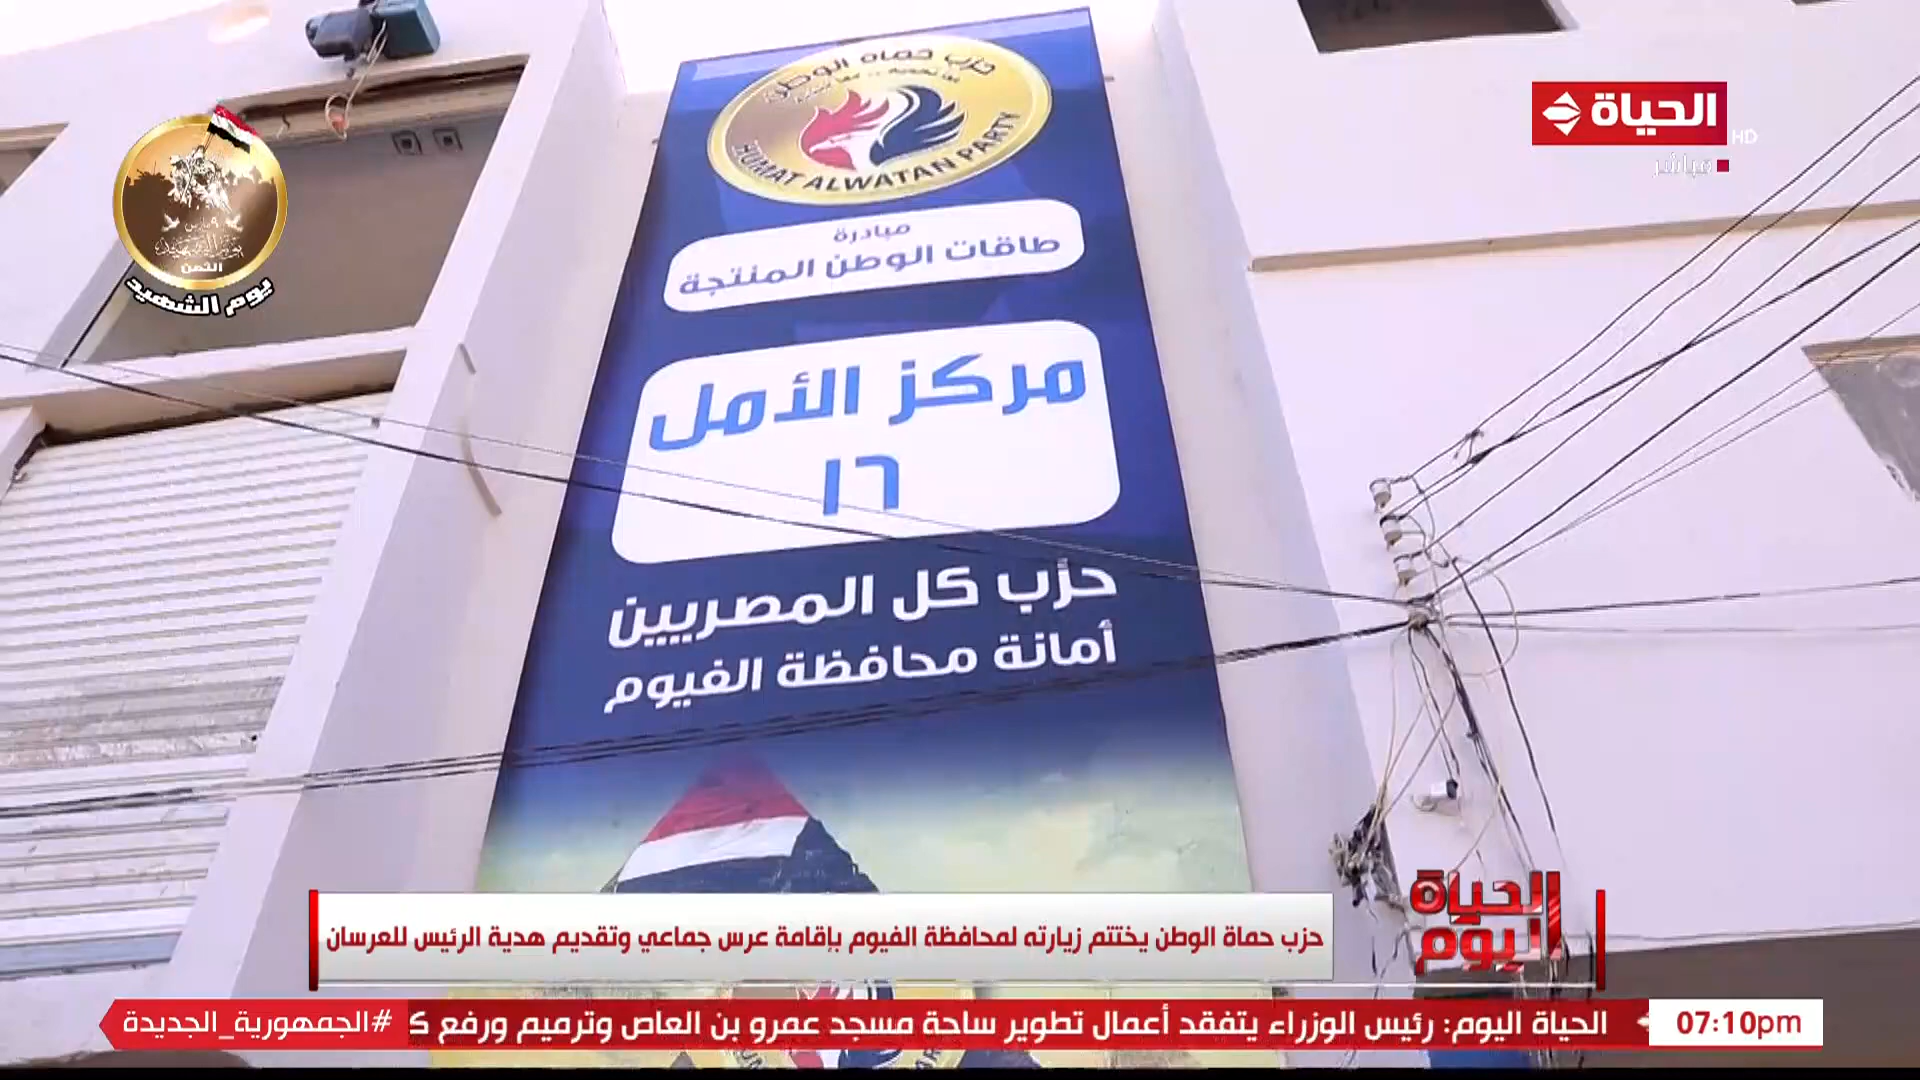 حزب حماة الوطن
HUMAT ALWATAN PARTY
مبادرة
طاقات الوطن المنتجة
مركز الأمل
١٦
حزب كل المصريين
أمانة محافظة الفيوم
الحياة
HD
مباشر
٩ مارس
الثمن
يوم الشهيد
حزب حماة الوطن يختتم زيارته لمحافظة الفيوم بإقامة عرس جماعي وتقديم هدية الرئيس للعرسان
الحياة اليوم
07:10pm
الحياة اليوم: رئيس الوزراء يتفقد أعمال تطوير ساحة مسجد عمرو بن العاص وترميم ورفع ك
#الجمهورية_الجديدة